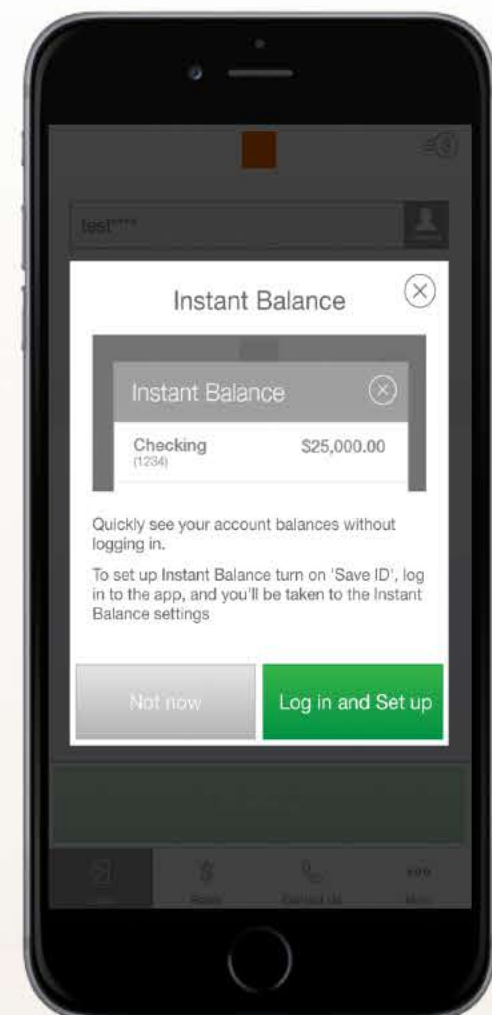 test****
Instant Balance
Instant Balance
Checking $25,000.00
(1234)
Quickly see your account balances without
logging in.
To set up Instant Balance turn on 'Save ID', log
in to the app, and you'll be taken to the Instant
Balance settings
Not now Log in and Set up
Contact Us More